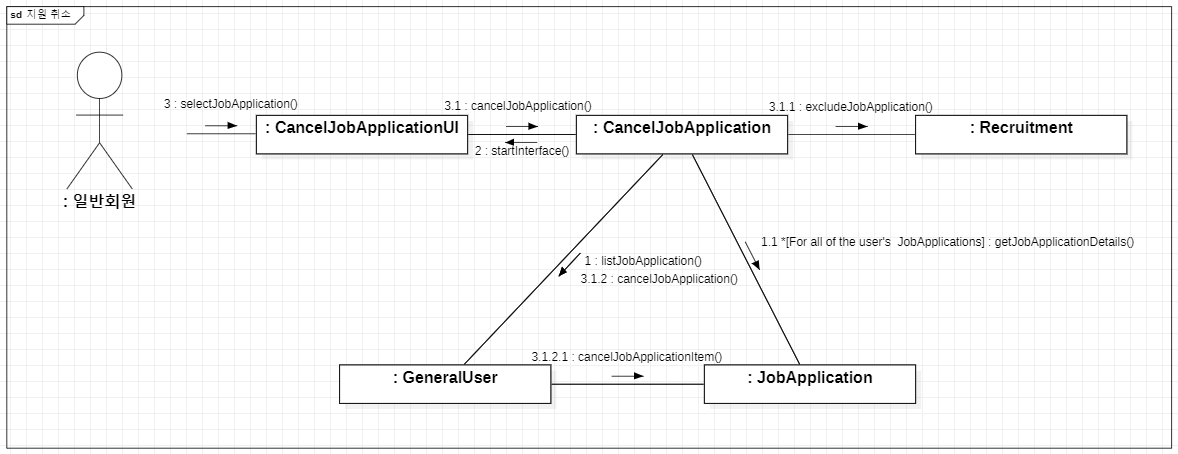 sd 지원 취소
3 : selectJobApplication()
3.1 : cancelJobApplication()
3.1.1 : excludeJobApplication()
: CancelJobApplicationUI
: CancelJobApplication
: Recruitment
2 : startInterface()
: 일반회원
1.1 *[For all of the user's  JobApplications] : getJobApplicationDetails()
1 : listJobApplication()
3.1.2 : cancelJobApplication()
3.1.2.1 : cancelJobApplicationItem()
: GeneralUser
: JobApplication